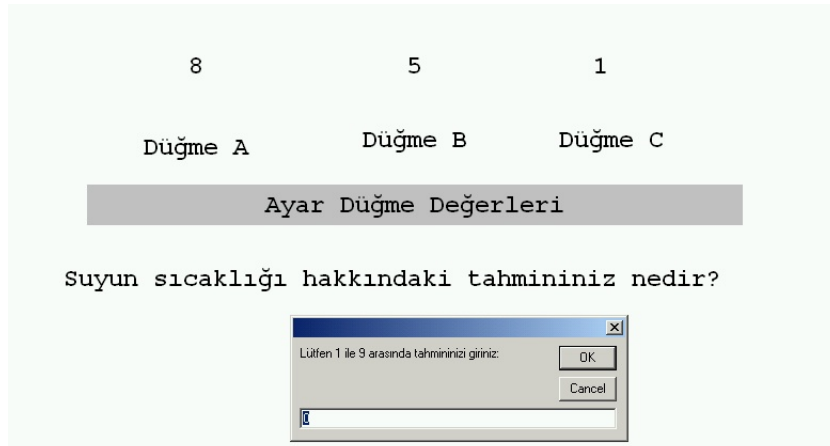 8 5 1
Düğme A Düğme B Düğme C
Ayar Düğme Değerleri
Suyun sıcaklığı hakkındaki tahmininiz nedir?
Lütfen 1 ile 9 arasında tahmininizi giriniz:
OK
Cancel
0